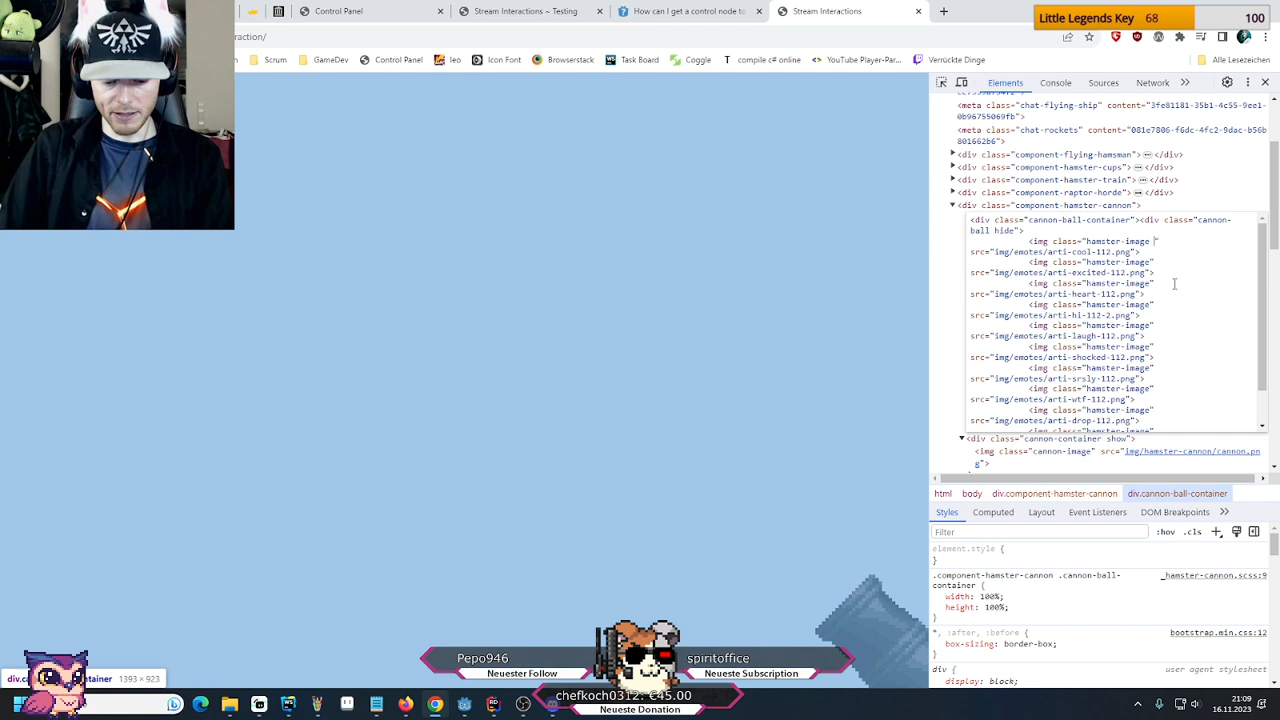 Control Panel
Stream Interactions – Testing
How can I get a control node to
Stream Interactions
Little Legends Key 68
100
raction/
Scrum
GameDev
Control Panel
leo
Icon Font
Browserstack
Task Board
Coggle
compile c# online
YouTube Player-Par...
Verrückte Dinge
Alle Lesezeichen
Elements
Console
Sources
Network
<meta class="chat-flying-ship" content="3fe81181-35b1-4c55-9ee1-
0b96755069fb">
<meta class="chat-rockets" content="081e7806-f6dc-4fc2-9dac-b56b
801662b6">
<div class="component-flying-hamsman"> </div>
<div class="component-hamster-cups"> </div>
<div class="component-hamster-train"> </div>
<div class="component-raptor-horde"> </div>
<div class="component-hamster-cannon">
<div class="cannon-ball-container"><div class="cannon-
ball hide">
<img class="hamster-image "
src="img/emotes/arti-cool-112.png">
<img class="hamster-image"
src="img/emotes/arti-excited-112.png">
<img class="hamster-image"
src="img/emotes/arti-heart-112.png">
<img class="hamster-image"
src="img/emotes/arti-hi-112-2.png">
<img class="hamster-image"
src="img/emotes/arti-laugh-112.png">
<img class="hamster-image"
src="img/emotes/arti-shocked-112.png">
<img class="hamster-image"
src="img/emotes/arti-srsly-112.png">
<img class="hamster-image"
src="img/emotes/arti-wtf-112.png">
<img class="hamster-image"
src="img/emotes/arti-drop-112.png">
<img class="hamster-image"
<div class="cannon-container show">
<img class="cannon-image" src="img/hamster-cannon/cannon.pn
g">
html
body
div.component-hamster-cannon
div.cannon-ball-container
Styles
Computed
Layout
Event Listeners
DOM Breakpoints
Filter
:hov
.cls
element.style {
}
.component-hamster-cannon .cannon-ball-
container {
_hamster-cannon.scss:9
width: 100%;
height: 100%;
}
*, :after, :before {
bootstrap.min.css:12
box-sizing: border-box;
}
div {
user agent stylesheet
display: block;
Pepo946
spiritoffice
Neuester Follow
Neueste Subscription
chefkoch0312: €45.00
Neueste Donation
1393 × 923
21:09
16.11.2023